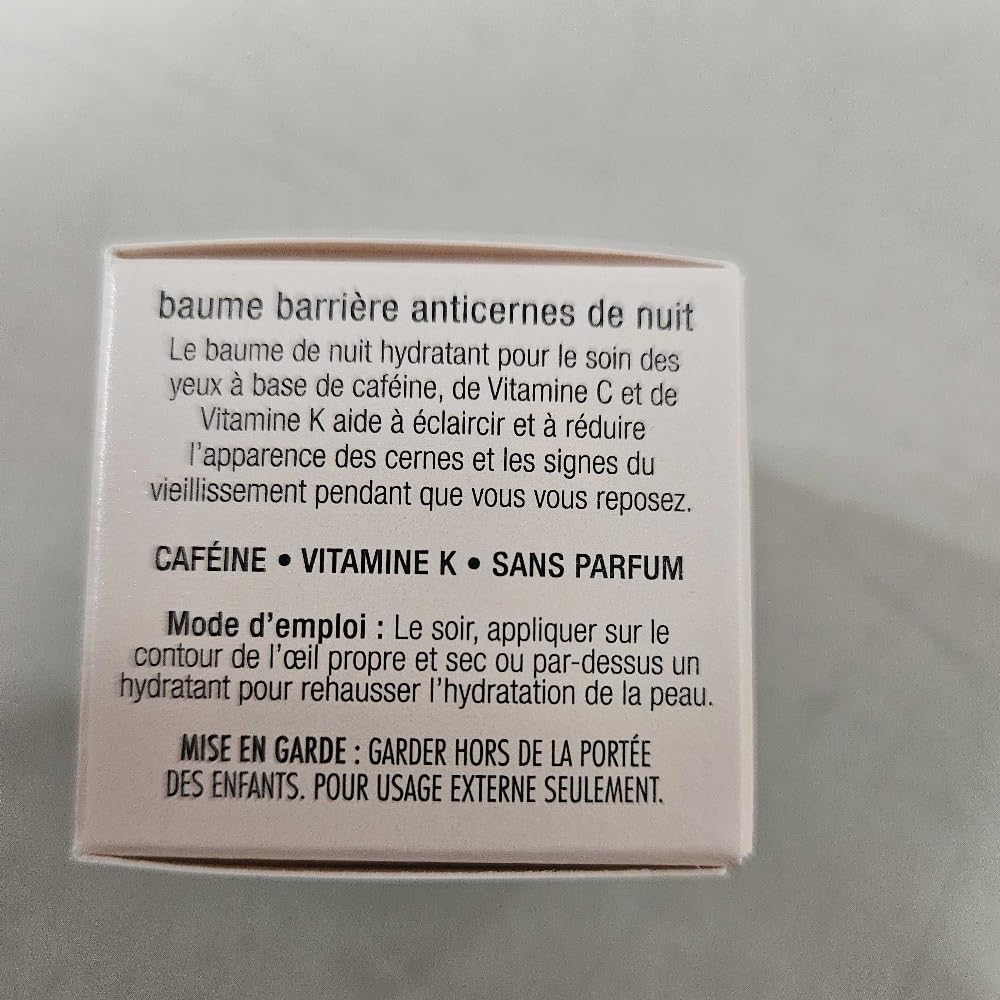 baume barrière anticernes de nuit
Le baume de nuit hydratant pour le soin des
yeux à base de caféine, de Vitamine C et de
Vitamine K aide à éclaircir et à réduire
l'apparence des cernes et les signes du
vieillissement pendant que vous vous reposez.
CAFÉINE • VITAMINE K • SANS PARFUM
Mode d'emploi : Le soir, appliquer sur le
contour de l'œil propre et sec ou par-dessus un
hydratant pour rehausser l'hydratation de la peau.
MISE EN GARDE : GARDER HORS DE LA PORTÉE
DES ENFANTS. POUR USAGE EXTERNE SEULEMENT.